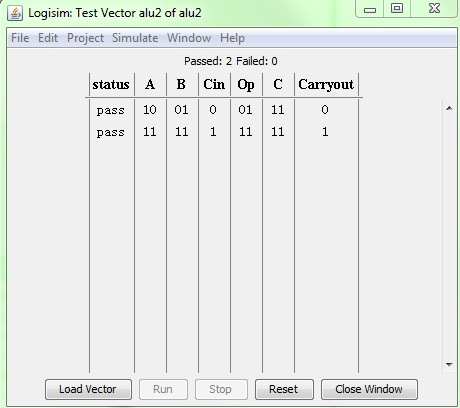 Logisim: Test Vector alu2 of alu2
File Edit Project Simulate Window Help
Passed: 2 Failed: 0
status A B Cin Op C Carryout
pass 10 01 0 01 11 0
pass 11 11 1 11 11 1
Load Vector Run Stop Reset Close Window